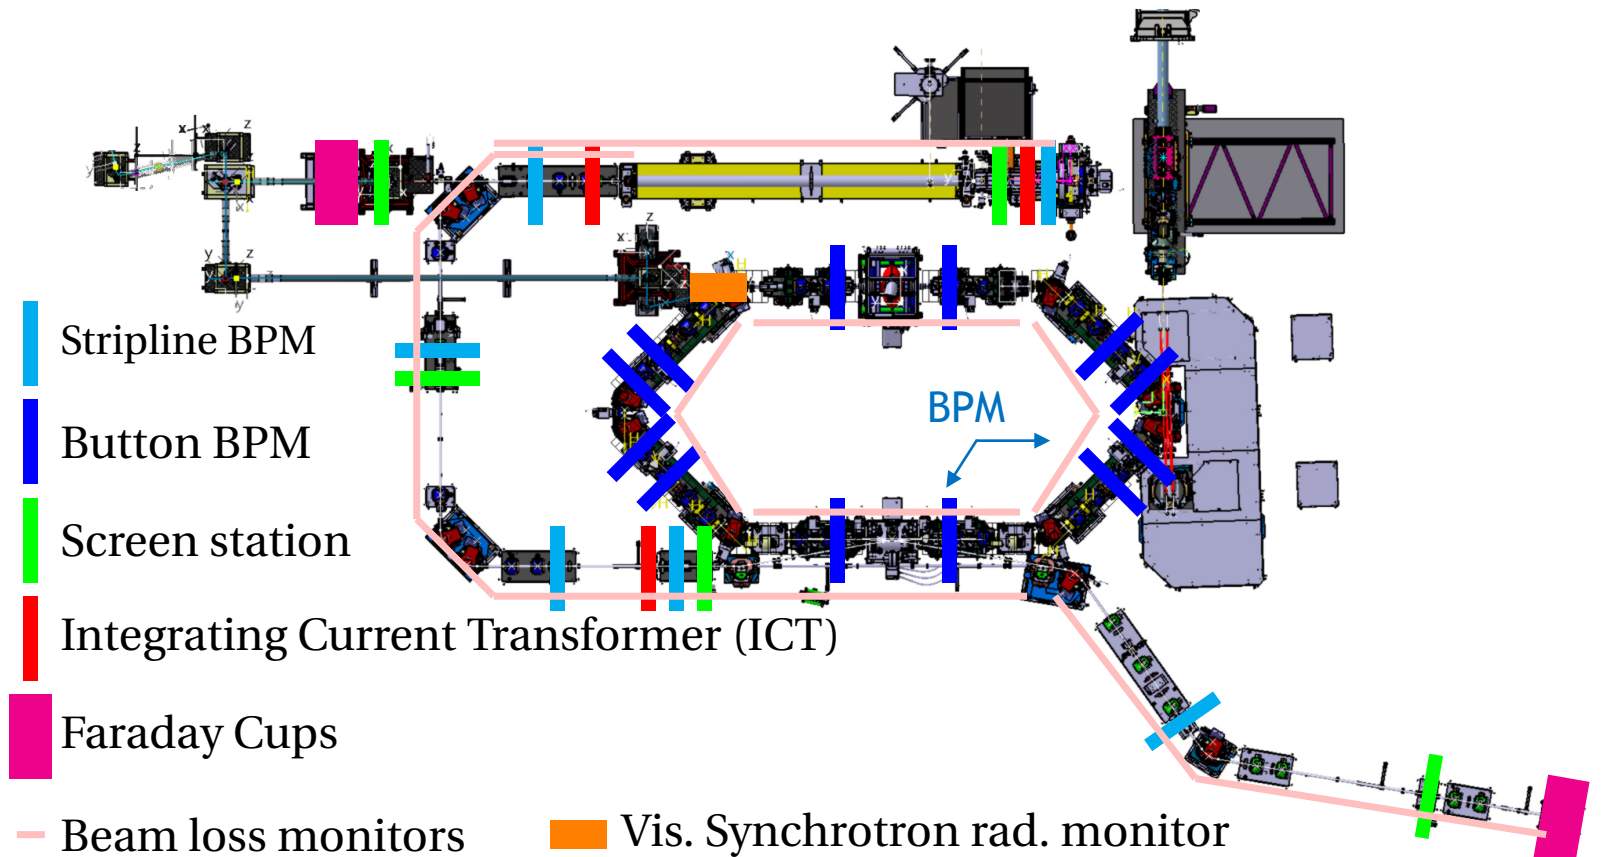 Stripline BPM
Button BPM
BPM
Screen station
Integrating Current Transformer (ICT)
Faraday Cups
Beam loss monitors
Vis. Synchrotron rad. monitor